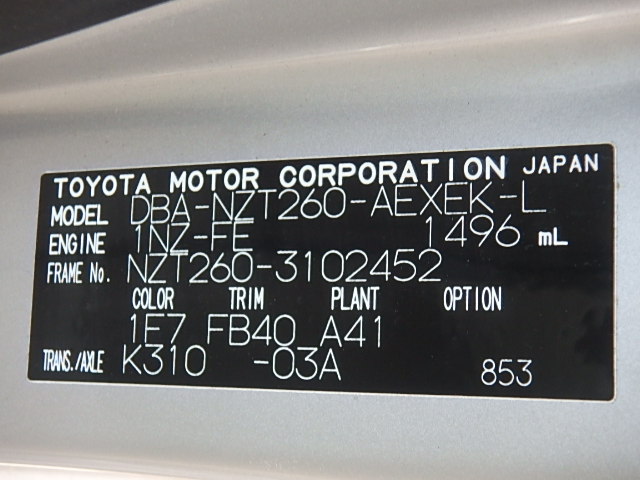 TOYOTA MOTOR CORPORATION JAPAN
MODEL DBA-NZT260-AEXEK-L
ENGINE 1NZ-FE 1496 mL
FRAME No. NZT260-3102452
COLOR TRIM PLANT OPTION
1E7 FB40 A41
TRANS./AXLE K310 -03A 853